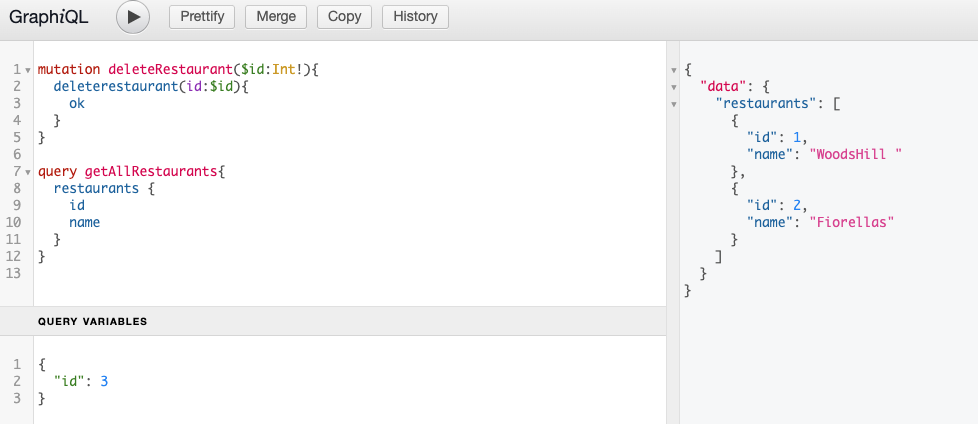 GraphiQL Prettify Merge Copy History
1 mutation deleteRestaurant($id:Int!){
2 deleterestaurant(id:$id){
3 ok
4 }
5 }
6
7 query getAllRestaurants{
8 restaurants {
9 id
10 name
11 }
12 }
13
QUERY VARIABLES
1 {
2 "id": 3
3 }
{
"data": {
"restaurants": [
{
"id": 1,
"name": "WoodsHill "
},
{
"id": 2,
"name": "Fiorellas"
}
]
}
}